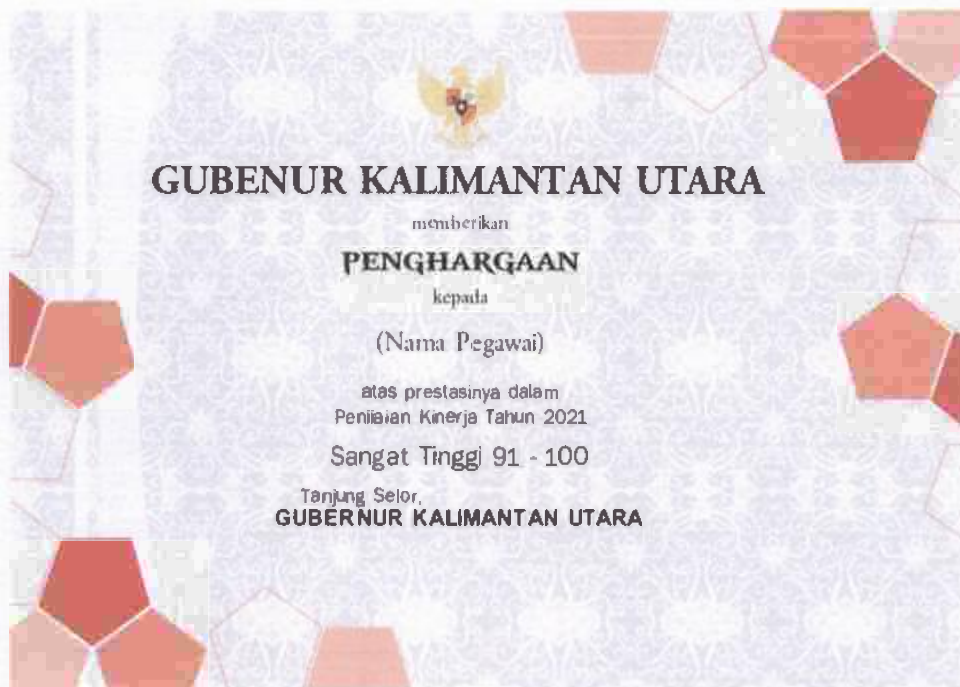 GUBENUR KALIMANTAN UTARA
memberikan
PENGHARGAAN
kepada
(Nama Pegawai)
atas prestasinya dalam
Penilaian Kinerja Tahun 2021
Sangat Tinggi 91 - 100
Tanjung Selor,
GUBERNUR KALIMANTAN UTARA